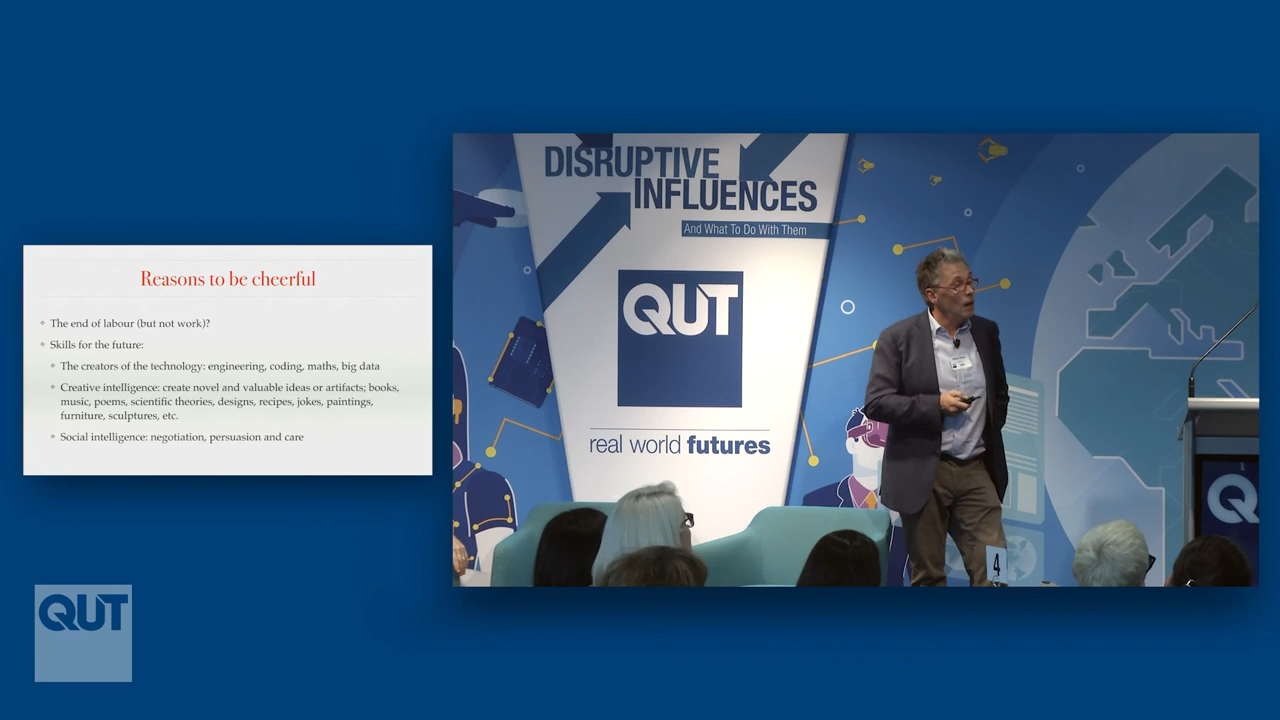 Reasons to be cheerful
The end of labour (but not work)?
Skills for the future:
The creators of the technology: engineering, coding, maths, big data
Creative intelligence: create novel and valuable ideas or artifacts; books,
music, poems, scientific theories, designs, recipes, jokes, paintings,
furniture, sculptures, etc.
Social intelligence: negotiation, persuasion and care
QUT
DISRUPTIVE
INFLUENCES
And What To Do With Them
QUT
real world futures
4
QU